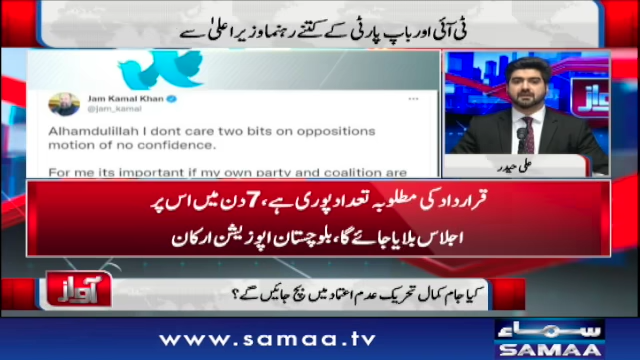 ٹی آئی اور باپ پارٹی کے کتنے رہنما وزیراعلیٰ سے
Jam Kamal Khan
@jam_kamal
Alhamdulillah I dont care two bits on oppositions
motion of no confidence.
For me its important if my own party and coalition are
آواز
علی حیدر
قرارداد کی مطلوبہ تعداد پوری ہے، 7 دن میں اس پر
اجلاس بلایا جائے گا، بلوچستان اپوزیشن ارکان
آواز
کیا جام کمال تحریک عدم اعتماد میں بچ جائیں گے؟
www.samaa.tv
سماء
SAMAA